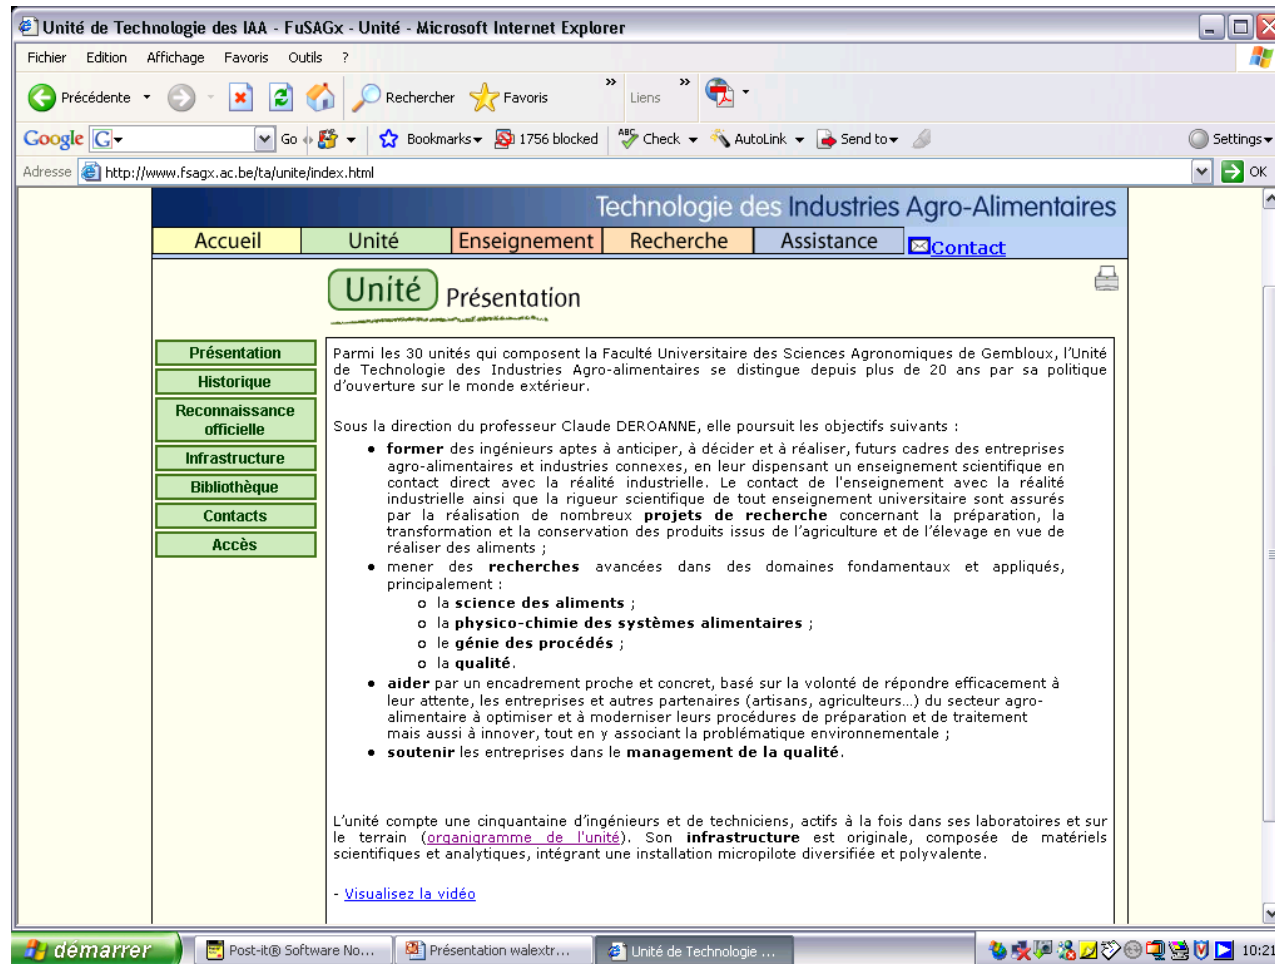 Unité de Technologie des IAA - FuSAGx - Unité - Microsoft Internet Explorer
Fichier Edition Affichage Favoris Outils ?
Précédente Rechercher Favoris » Liens »
Google G Go Bookmarks 1756 blocked ABC Check AutoLink Send to Settings
Adresse http://www.fsagx.ac.be/ta/unite/index.html OK
Technologie des Industries Agro-Alimentaires
Accueil Unité Enseignement Recherche Assistance Contact
Unité Présentation
Présentation
Historique
Reconnaissance
officielle
Infrastructure
Bibliothèque
Contacts
Accès
Parmi les 30 unités qui composent la Faculté Universitaire des Sciences Agronomiques de Gembloux, l'Unité
de Technologie des Industries Agro-alimentaires se distingue depuis plus de 20 ans par sa politique
d'ouverture sur le monde extérieur.
Sous la direction du professeur Claude DEROANNE, elle poursuit les objectifs suivants :
• former des ingénieurs aptes à anticiper, à décider et à réaliser, futurs cadres des entreprises
agro-alimentaires et industries connexes, en leur dispensant un enseignement scientifique en
contact direct avec la réalité industrielle. Le contact de l'enseignement avec la réalité
industrielle ainsi que la rigueur scientifique de tout enseignement universitaire sont assurés
par la réalisation de nombreux projets de recherche concernant la préparation, la
transformation et la conservation des produits issus de l'agriculture et de l'élevage en vue de
réaliser des aliments ;
• mener des recherches avancées dans des domaines fondamentaux et appliqués,
principalement :
o la science des aliments ;
o la physico-chimie des systèmes alimentaires ;
o le génie des procédés ;
o la qualité.
• aider par un encadrement proche et concret, basé sur la volonté de répondre efficacement à
leur attente, les entreprises et autres partenaires (artisans, agriculteurs...) du secteur agro-
alimentaire à optimiser et à moderniser leurs procédures de préparation et de traitement
mais aussi à innover, tout en y associant la problématique environnementale ;
• soutenir les entreprises dans le management de la qualité.
L'unité compte une cinquantaine d'ingénieurs et de techniciens, actifs à la fois dans ses laboratoires et sur
le terrain (organigramme de l'unité). Son infrastructure est originale, composée de matériels
scientifiques et analytiques, intégrant une installation micropilote diversifiée et polyvalente.
- Visualisez la vidéo
démarrer Post-it® Software No... Présentation walextr... Unité de Technologie ... 10:21